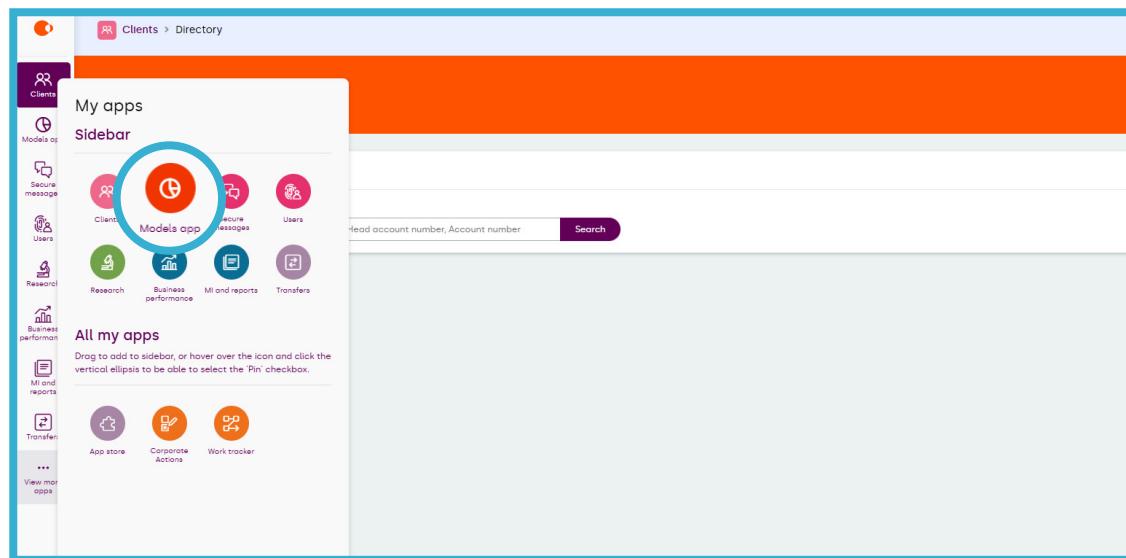 Clients > Directory
Clients
Models ap
Secure
message
Users
Research
Business
performan
MI and
reports
Transfer
...
View mor
apps
My apps
Sidebar
Client
Models app
ecure
essages
Users
Research
Business
performance
MI and reports
Transfers
All my apps
Drag to add to sidebar, or hover over the icon and click the
vertical ellipsis to be able to select the 'Pin' checkbox.
App store
Corporate
Actions
Work tracker
Head account number, Account number
Search